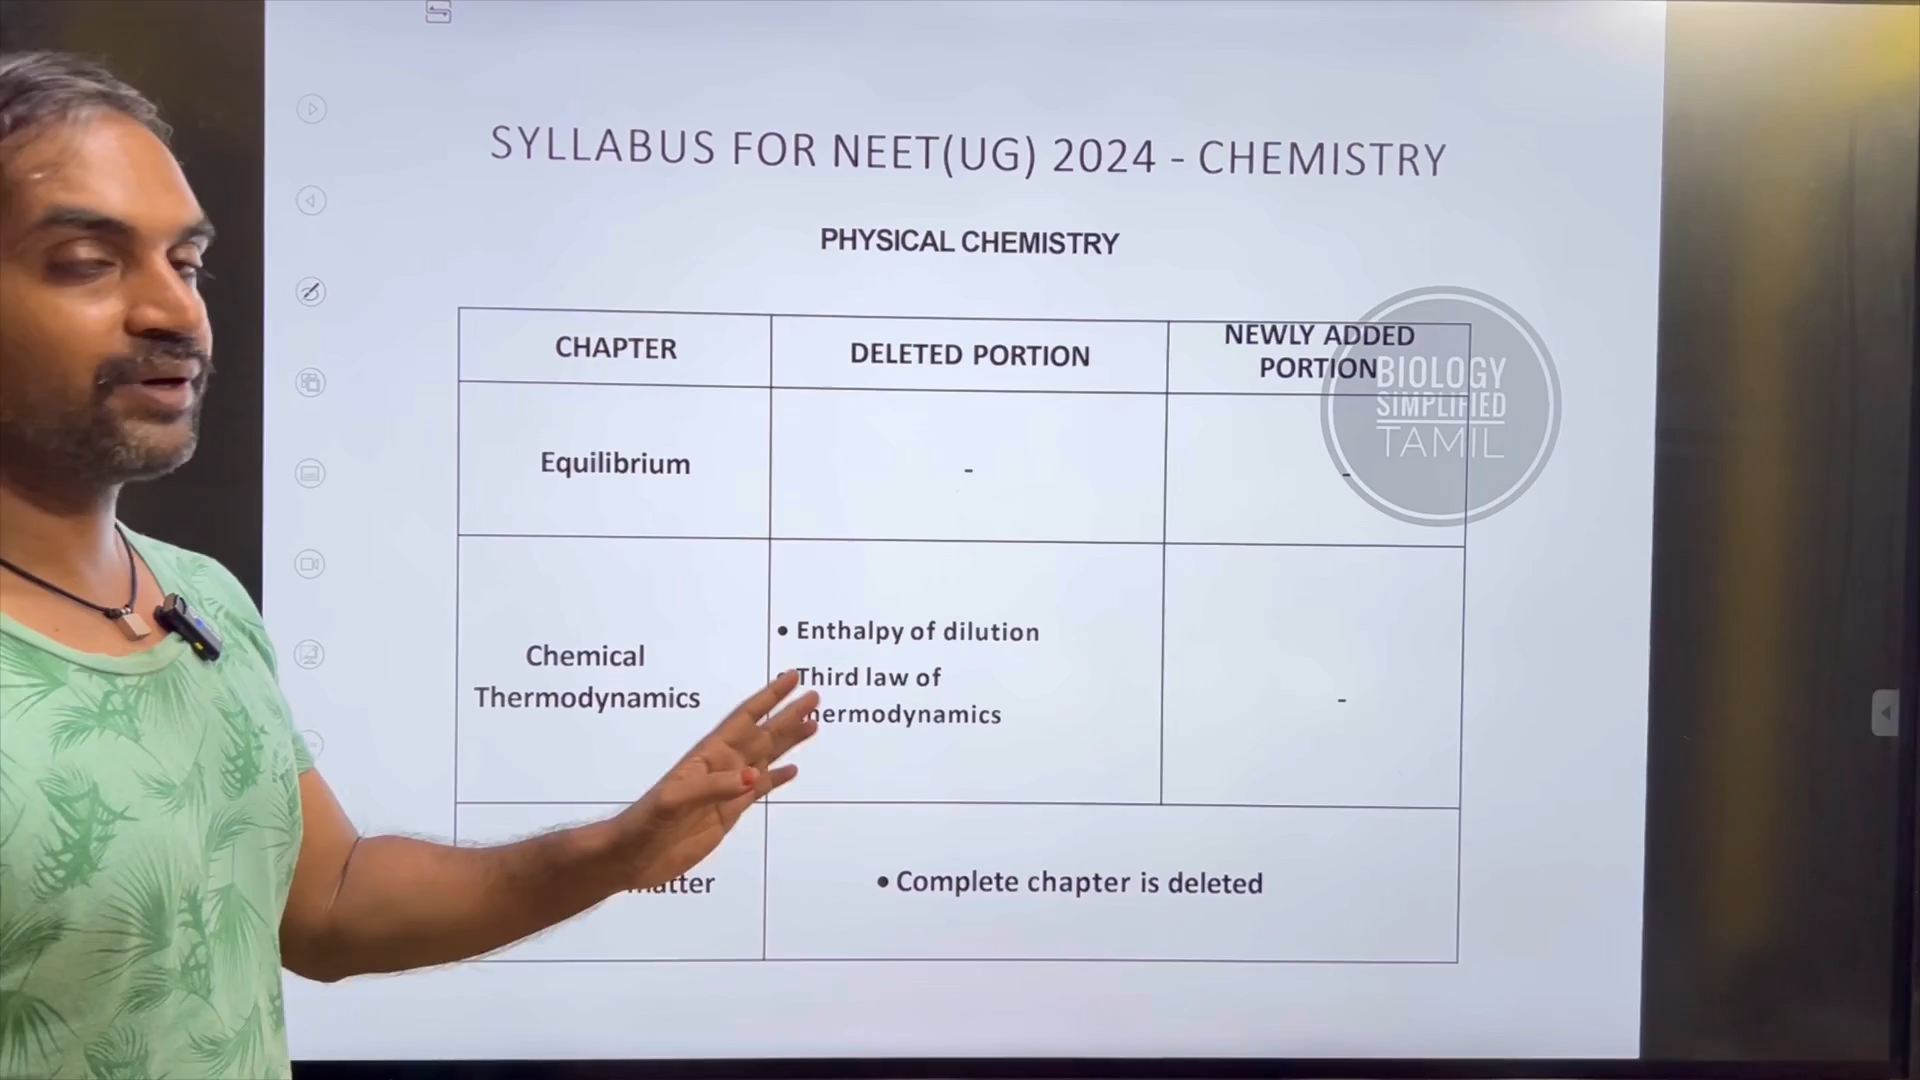 SYLLABUS FOR NEET(UG) 2024 - CHEMISTRY
PHYSICAL CHEMISTRY
CHAPTER
DELETED PORTION
NEWLY ADDED
PORTION
BIOLOGY
SIMPLIFIED
TAMIL
Equilibrium
-
-
Chemical
Thermodynamics
• Enthalpy of dilution
• Third law of
-
• Complete chapter is deleted